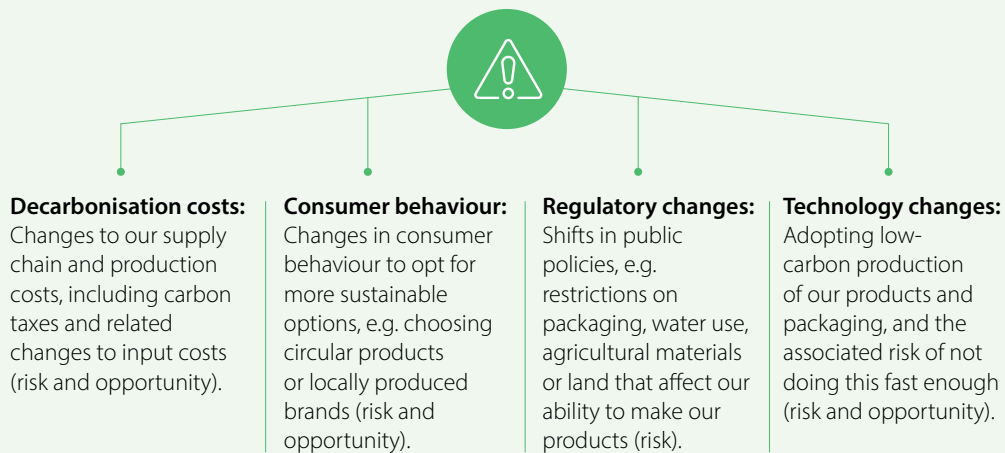 Decarbonisation costs:
Changes to our supply
chain and production
costs, including carbon
taxes and related
changes to input costs
(risk and opportunity).
Consumer behaviour:
Changes in consumer
behaviour to opt for
more sustainable
options, e.g. choosing
circular products
or locally produced
brands (risk and
opportunity).
Regulatory changes:
Shifts in public
policies, e.g.
restrictions on
packaging, water use,
agricultural materials
or land that affect our
ability to make our
products (risk).
Technology changes:
Adopting low-
carbon production
of our products and
packaging, and the
associated risk of not
doing this fast enough
(risk and opportunity).